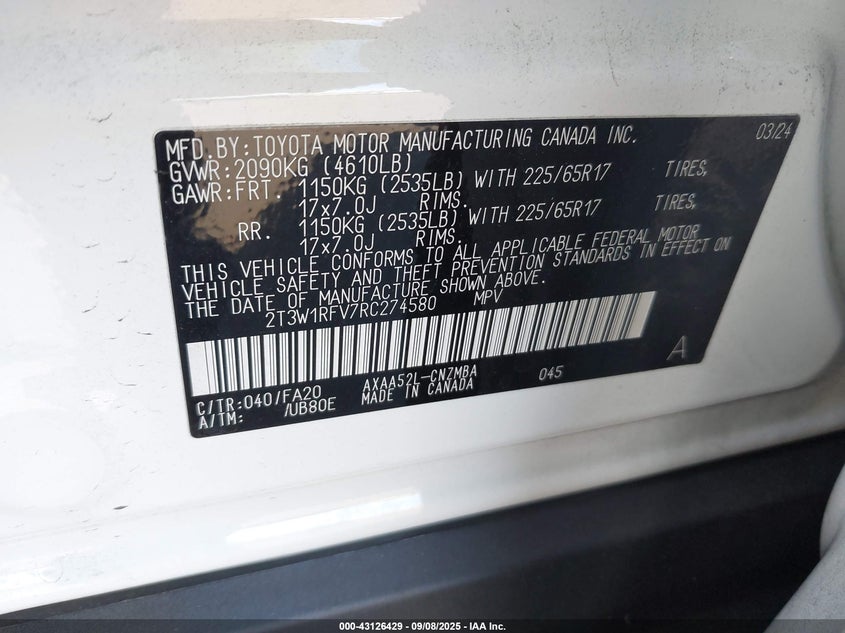 MFD. BY: TOYOTA MOTOR MANUFACTURING CANADA INC. 03/24
GVWR: 2090KG (4610LB)
GAWR: FRT. 1150KG (2535LB) WITH 225/65R17 TIRES,
17x7.0J RIMS.
RR. 1150KG (2535LB) WITH 225/65R17 TIRES,
17x7.0J RIMS.
THIS VEHICLE CONFORMS TO ALL APPLICABLE FEDERAL MOTOR
VEHICLE SAFETY AND THEFT PREVENTION STANDARDS IN EFFECT ON
THE DATE OF MANUFACTURE SHOWN ABOVE.
2T3W1RFV7RC274580 MPV
A
C/TR: 040/FA20 AXAA52L-CNZMBA 045
A/TM: /UB80E MADE IN CANADA
000-43126429 - 09/08/2025 - IAA Inc.